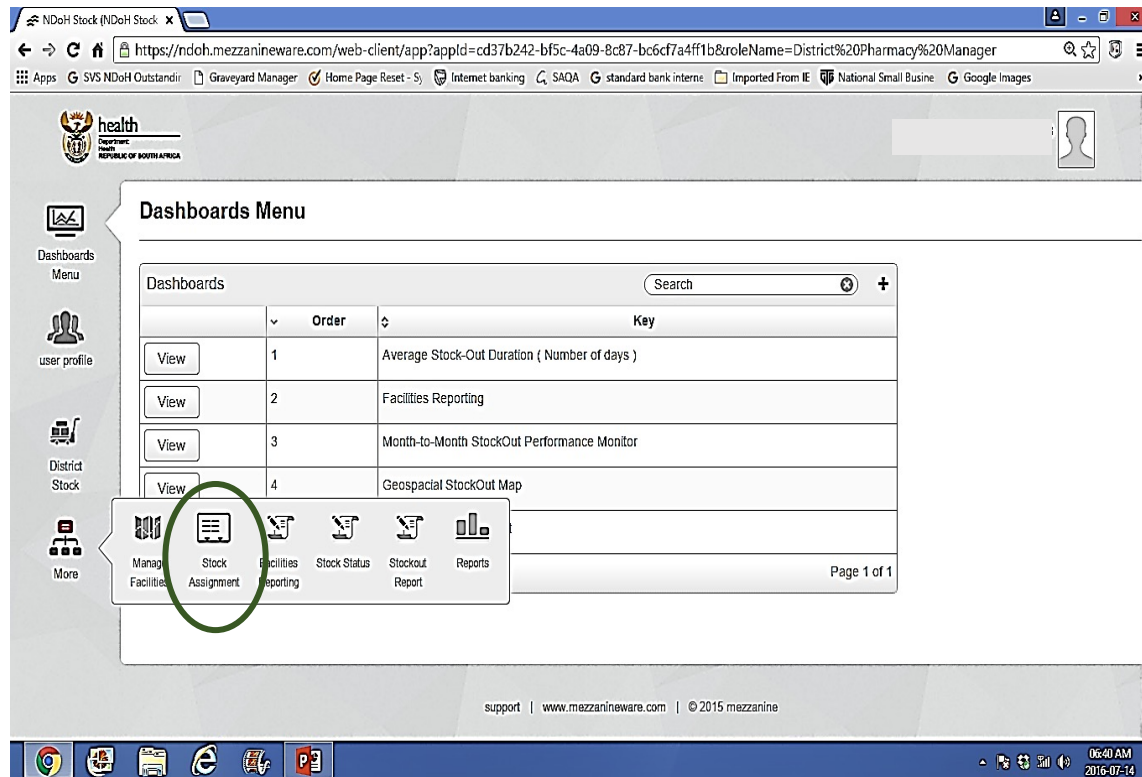 NDoH Stock (NDoH Stock
https://ndoh.mezzanineware.com/web-client/app?appId=cd37b242-bf5c-4a09-8c87-bc6cf7a4ff1b&roleName=District%20Pharmacy%20Manager
Apps SVS NDoH Outstandin Graveyard Manager Home Page Reset - Sy Internet banking SAQA standard bank interne Imported From IE National Small Busine Google Images
health
Department:
Health
REPUBLIC OF SOUTH AFRICA
Dashboards Menu
Dashboards
Menu
user profile
District
Stock
More
Dashboards Search
Order Key
View 1 Average Stock-Out Duration ( Number of days )
View 2 Facilities Reporting
View 3 Month-to-Month StockOut Performance Monitor
View 4 Geospacial StockOut Map
Manage
Facilities
Stock
Assignment
Facilities
Reporting
Stock Status
Stockout
Report
Reports
Page 1 of 1
support | www.mezzanineware.com | © 2015 mezzanine
06:40 AM
2016-07-14